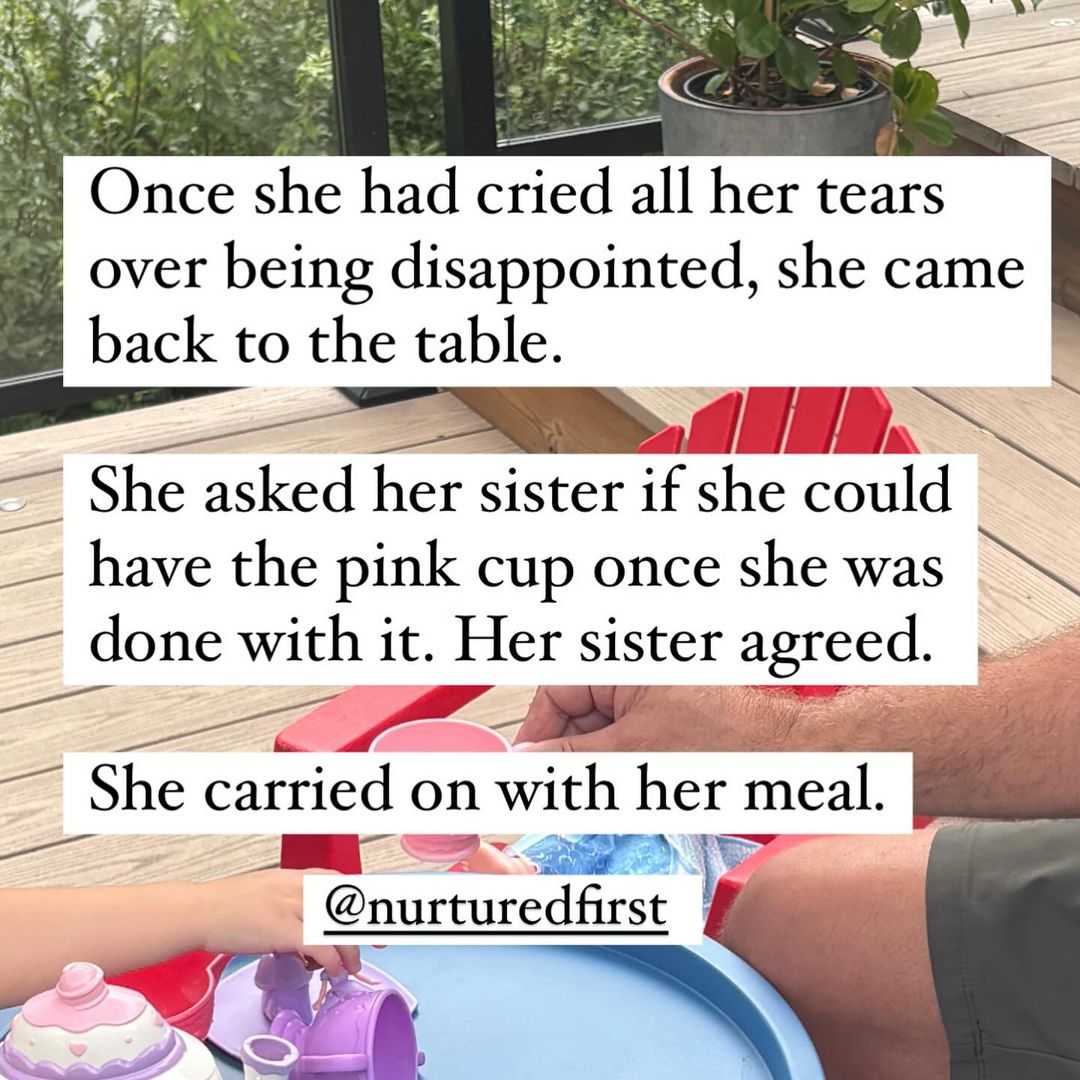 Once she had cried all her tears
over being disappointed, she came
back to the table.
She asked her sister if she could
have the pink cup once she was
done with it. Her sister agreed.
She carried on with her meal.
@nurturedfirst